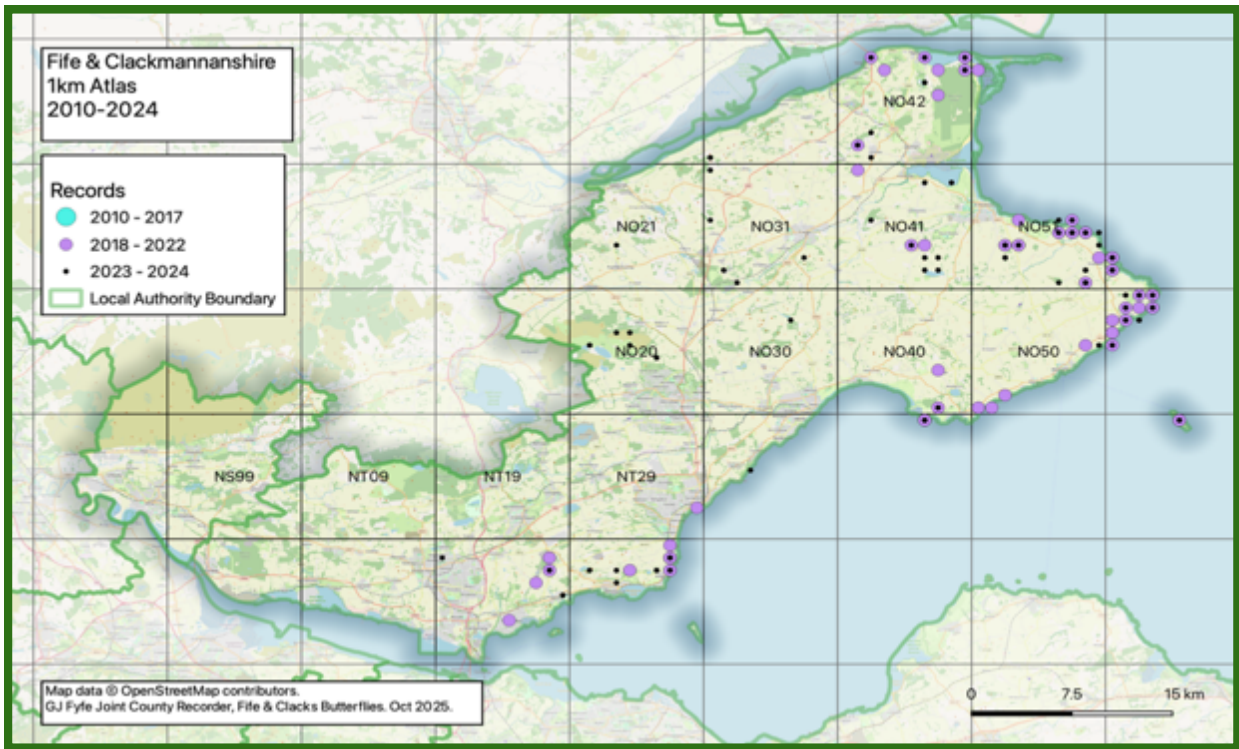 Fife & Clackmannanshire
1km Atlas
2010-2024
Records
2010 - 2017
2018 - 2022
2023 - 2024
Local Authority Boundary
NO42
NO21
NO31
NO41
NO51
NO20
NO30
NO40
NO50
NS99
NT09
NT19
NT29
0
7.5
15 km
Map data © OpenStreetMap contributors.
GJ Fyfe Joint County Recorder, Fife & Clacks Butterflies. Oct 2025.